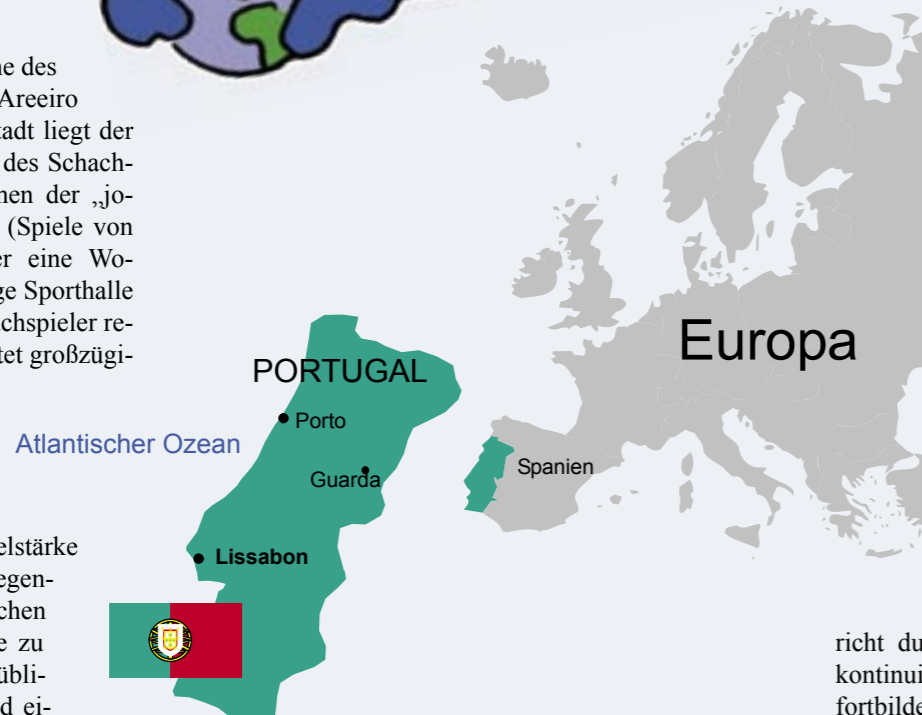 ne des
Areeiro
tadt liegt der
des Schach-
nen der „jo-
(Spiele von
er eine Wo-
ge Sporthalle
chspieler re-
tet großzügi-
PORTUGAL
Porto
Atlantischer Ozean
Guarda
Lissabon
Europa
Spanien
elstärke
egen-
chen
e zu
übli-
d ei-
richt du
kontinui
fortbilde